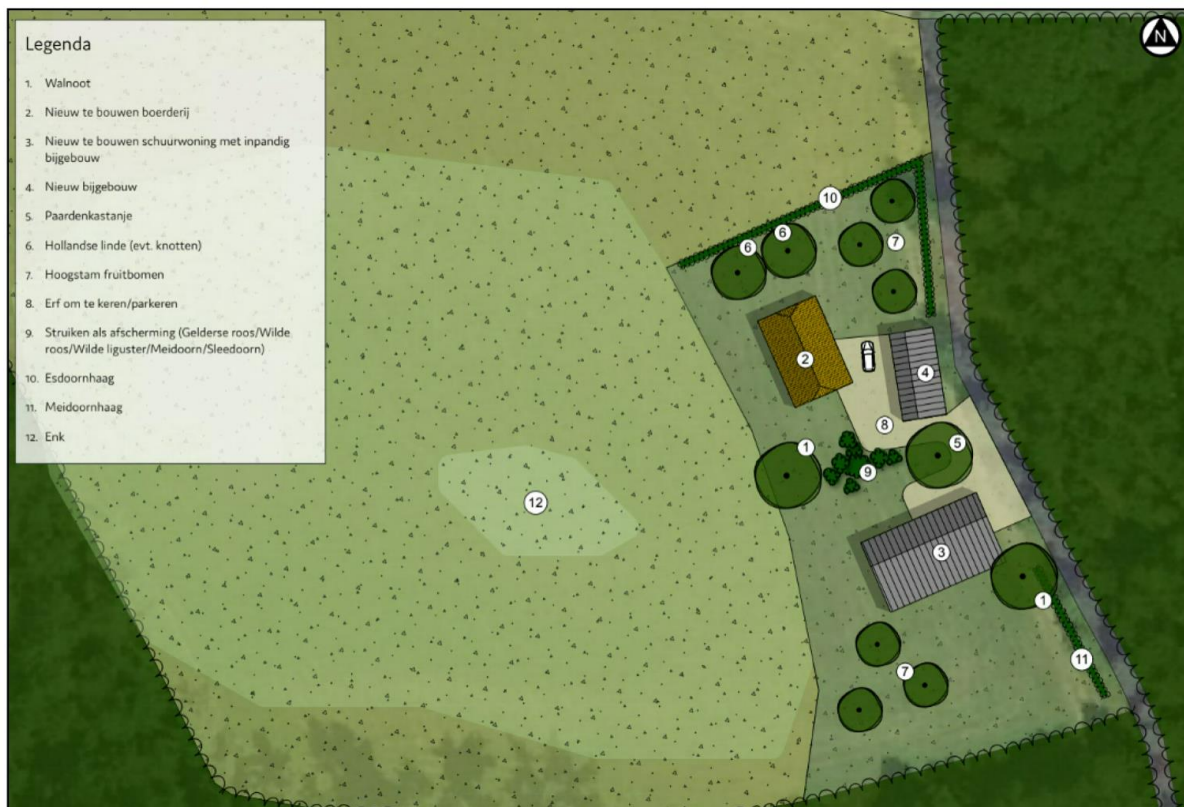 Legenda
1. Walnoot
2. Nieuw te bouwen boerderij
3. Nieuw te bouwen schuurwoning met inpandig
bijgebouw
4. Nieuw bijgebouw
5. Paardenkastanje
6. Hollandse linde (evt. knotten)
7. Hoogstam fruitbomen
8. Erf om te keren/parkeren
9. Struiken als afscherming (Gelderse roos/Wilde
roos/Wilde liguster/Meidoorn/Sleedoorn)
10. Esdoornhaag
11. Meidoornhaag
12. Enk
N
10
6
6
7
2
4
8
1
5
9
12
3
1
11
7